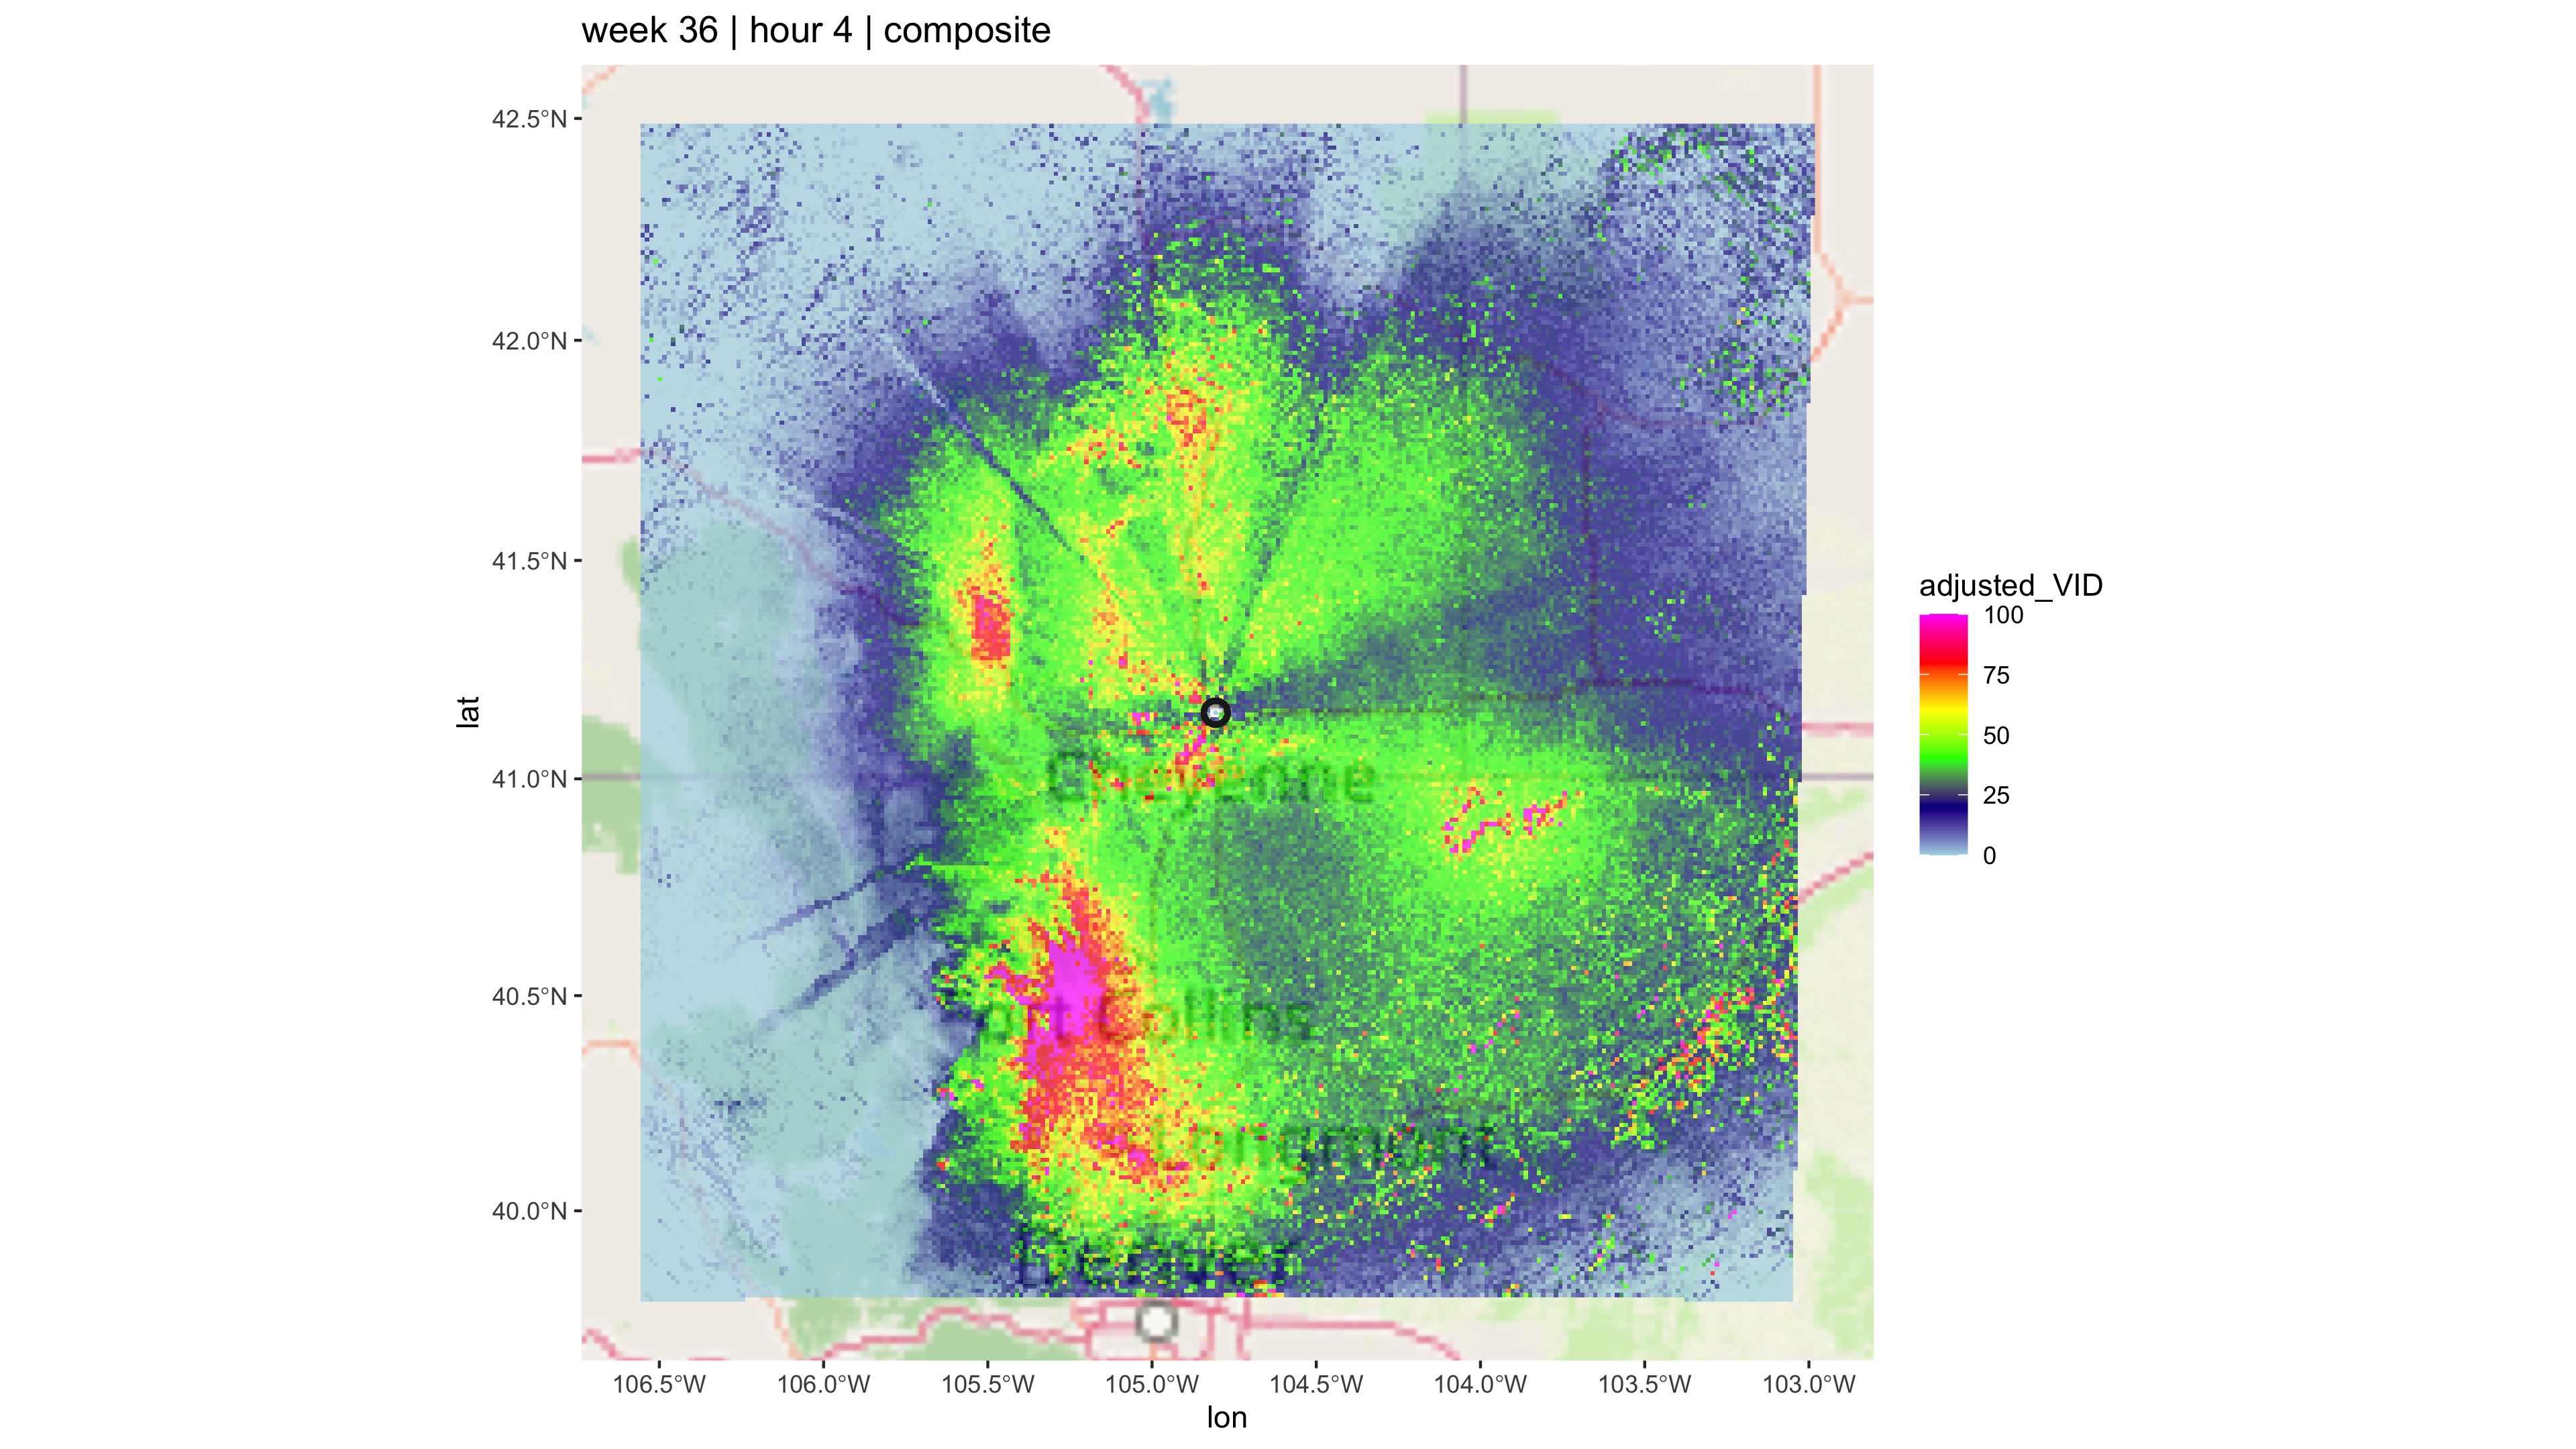 week 36 | hour 4 | composite
42.5°N
42.0°N
41.5°N
41.0°N
40.5°N
40.0°N
lat
Cheyenne
Fort Collins
Longmont
Denver
106.5°W 106.0°W 105.5°W 105.0°W 104.5°W 104.0°W 103.5°W 103.0°W
lon
adjusted_VID
100
75
50
25
0